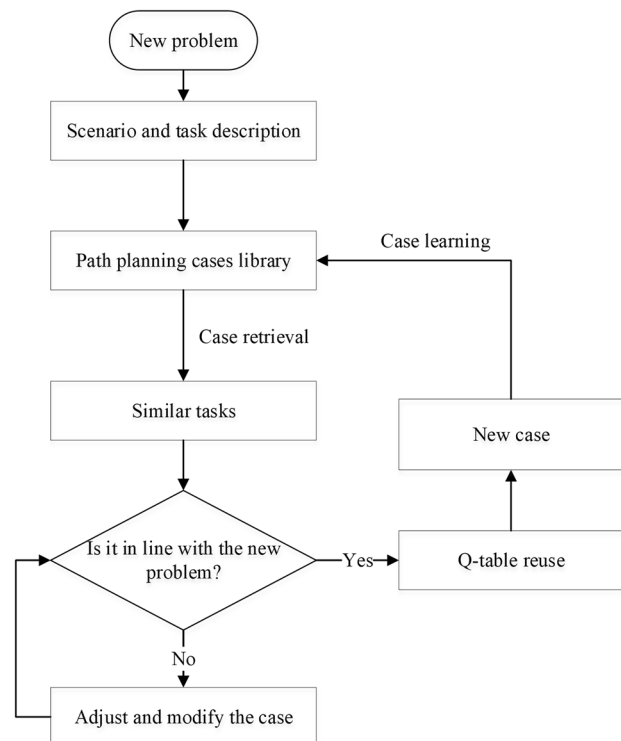 New problem
Scenario and task description
Path planning cases library
Case learning
Case retrieval
Similar tasks
New case
Is it in line with the new
problem?
Yes
Q-table reuse
No
Adjust and modify the case